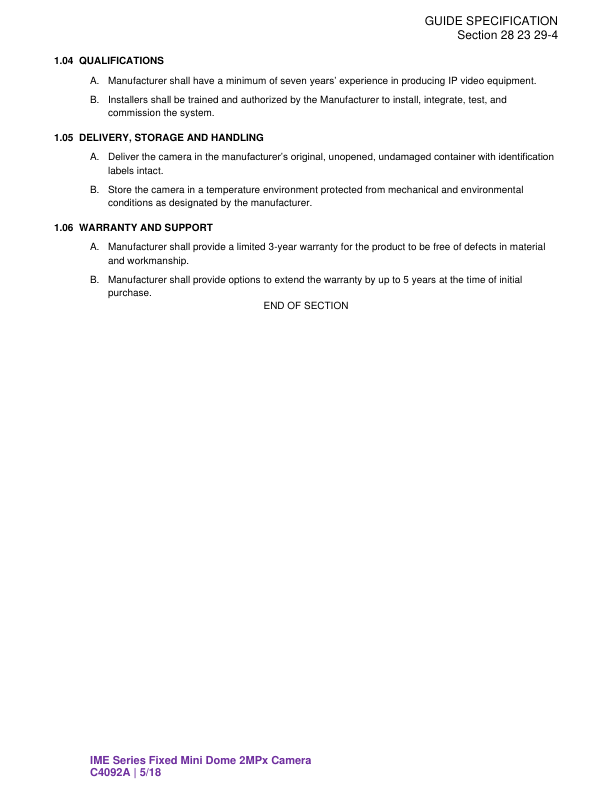 GUIDE SPECIFICATION
Section 28 23 29-4
1.04 QUALIFICATIONS
A. Manufacturer shall have a minimum of seven years’ experience in producing IP video equipment.
B. Installers shall be trained and authorized by the Manufacturer to install, integrate, test, and
commission the system.
1.05 DELIVERY, STORAGE AND HANDLING
A. Deliver the camera in the manufacturer’s original, unopened, undamaged container with identification
labels intact.
B. Store the camera in a temperature environment protected from mechanical and environmental
conditions as designated by the manufacturer.
1.06 WARRANTY AND SUPPORT
A. Manufacturer shall provide a limited 3-year warranty for the product to be free of defects in material
and workmanship.
B. Manufacturer shall provide options to extend the warranty by up to 5 years at the time of initial
purchase.
END OF SECTION
IME Series Fixed Mini Dome 2MPx Camera
C4092A | 5/18